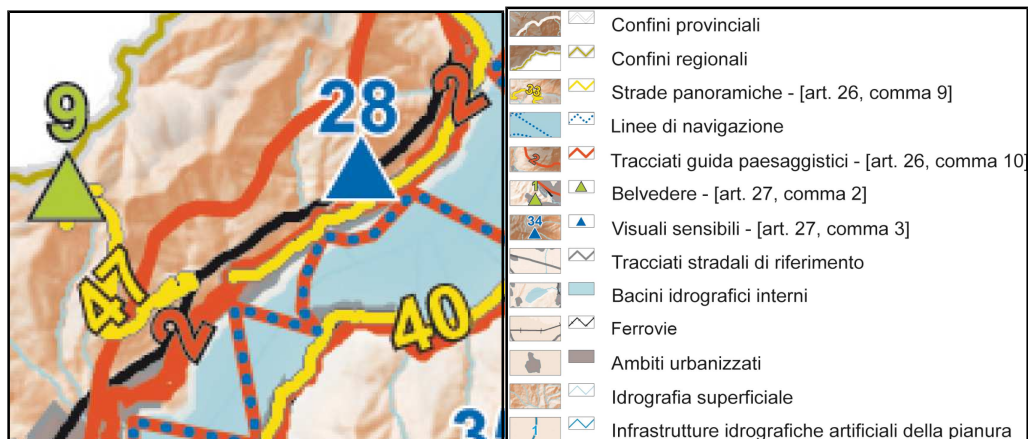 9
28
2
47
2
40
3
Confini provinciali
Confini regionali
33
Strade panoramiche - [art. 26, comma 9]
Linee di navigazione
2
Tracciati guida paesaggistici - [art. 26, comma 10]
1
Belvedere - [art. 27, comma 2]
34
Visuali sensibili - [art. 27, comma 3]
Tracciati stradali di riferimento
Bacini idrografici interni
Ferrovie
Ambiti urbanizzati
Idrografia superficiale
Infrastrutture idrografiche artificiali della pianura